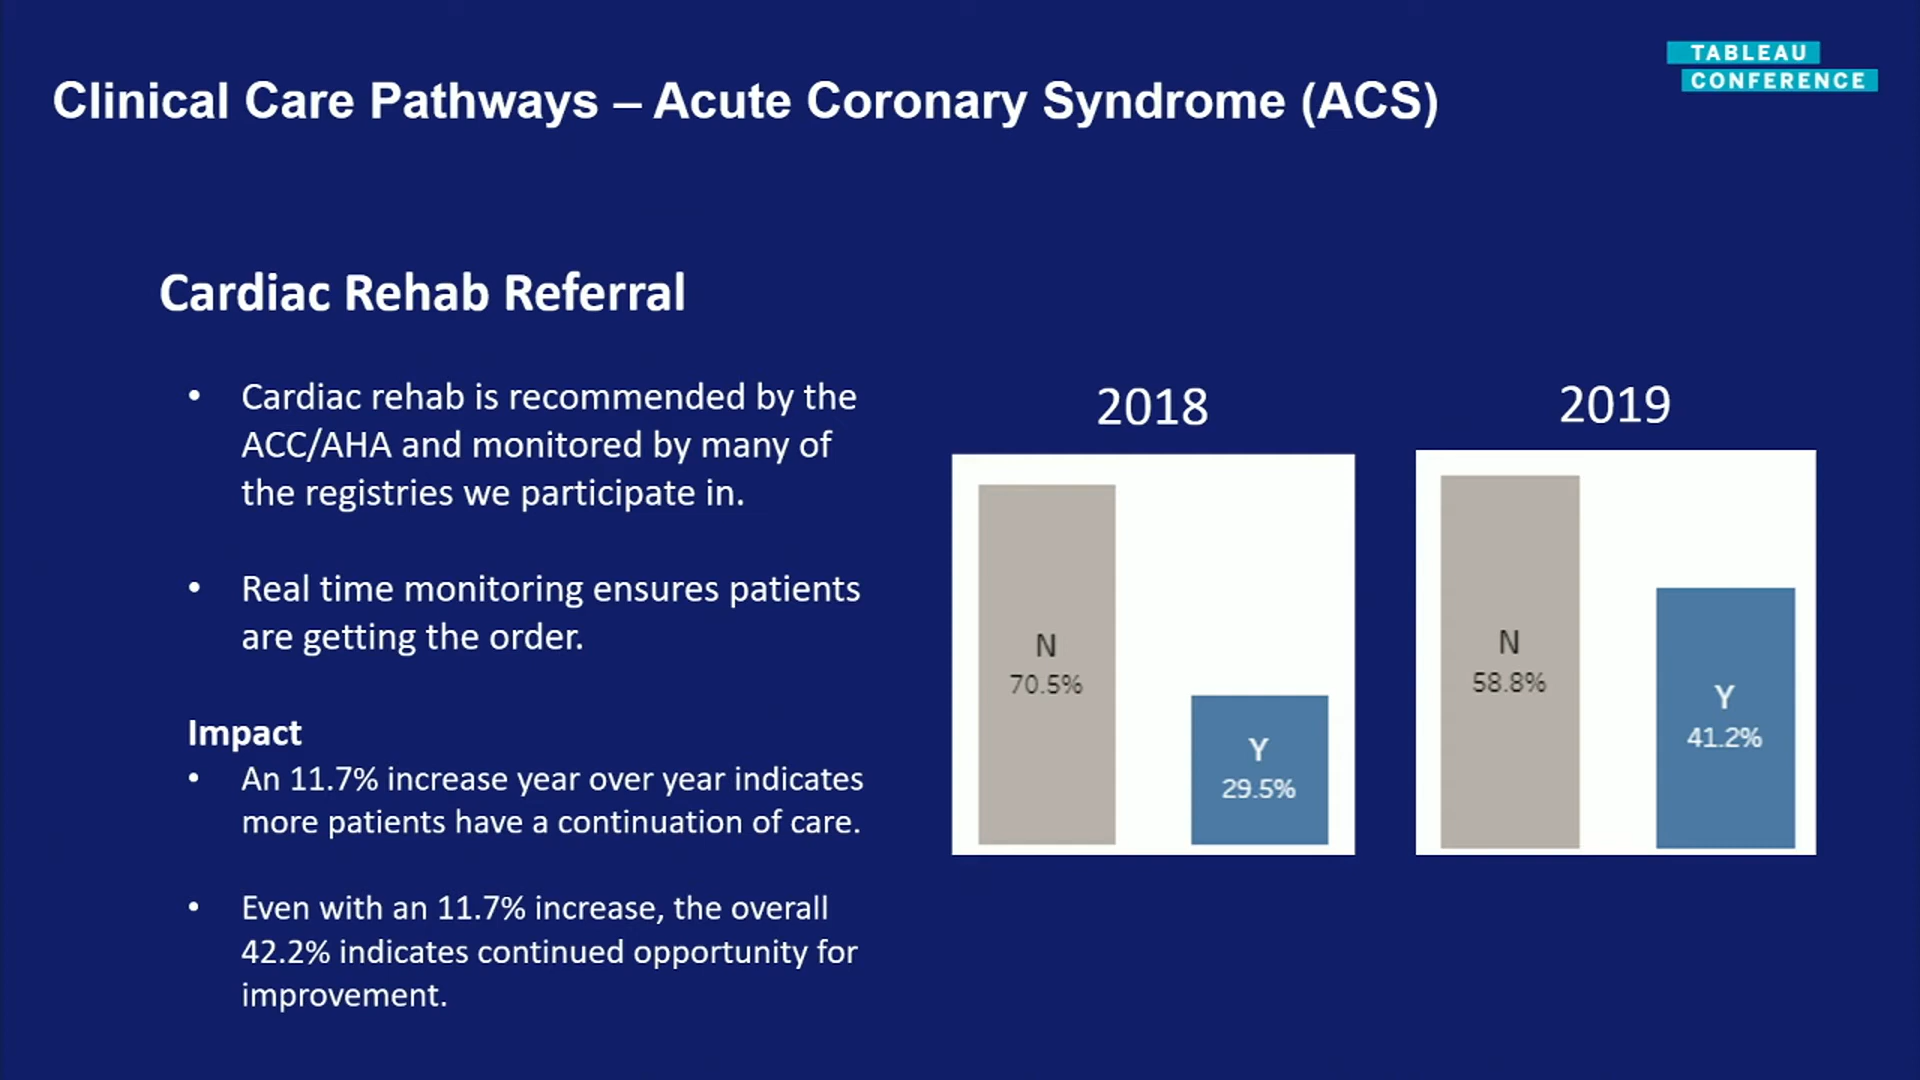 TABLEAU
CONFERENCE
Clinical Care Pathways – Acute Coronary Syndrome (ACS)
Cardiac Rehab Referral
• Cardiac rehab is recommended by the
ACC/AHA and monitored by many of
the registries we participate in.
• Real time monitoring ensures patients
are getting the order.
Impact
• An 11.7% increase year over year indicates
more patients have a continuation of care.
• Even with an 11.7% increase, the overall
42.2% indicates continued opportunity for
improvement.
2018
N
70.5%
Y
29.5%
2019
N
58.8%
Y
41.2%